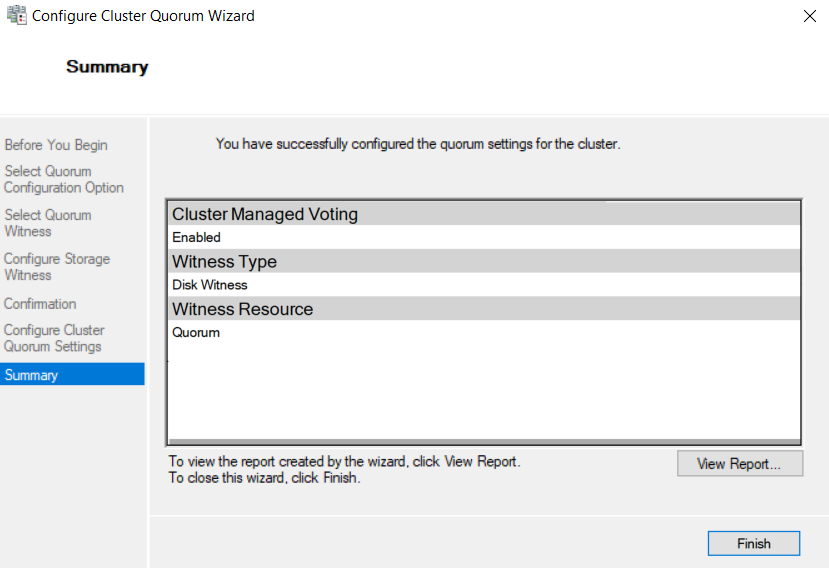 Configure Cluster Quorum Wizard
Summary
Before You Begin
Select Quorum
Configuration Option
Select Quorum
Witness
Configure Storage
Witness
Confirmation
Configure Cluster
Quorum Settings
Summary
You have successfully configured the quorum settings for the cluster.
Cluster Managed Voting
Enabled
Witness Type
Disk Witness
Witness Resource
Quorum
To view the report created by the wizard, click View Report.
To close this wizard, click Finish.
View Report...
Finish